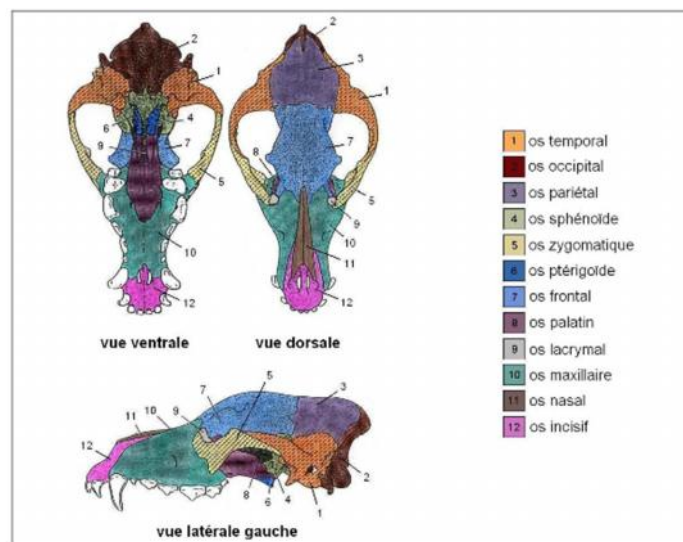 2
1
6
4
9
7
5
10
12
vue ventrale
2
3
1
7
8
5
9
10
11
12
vue dorsale
1 os temporal
2 os occipital
3 os pariétal
4 os sphénoïde
5 os zygomatique
6 os ptérigoïde
7 os frontal
8 os palatin
9 os lacrymal
10 os maxillaire
11 os nasal
12 os incisif
5
7
3
9
10
11
12
2
8
6
4
1
vue latérale gauche